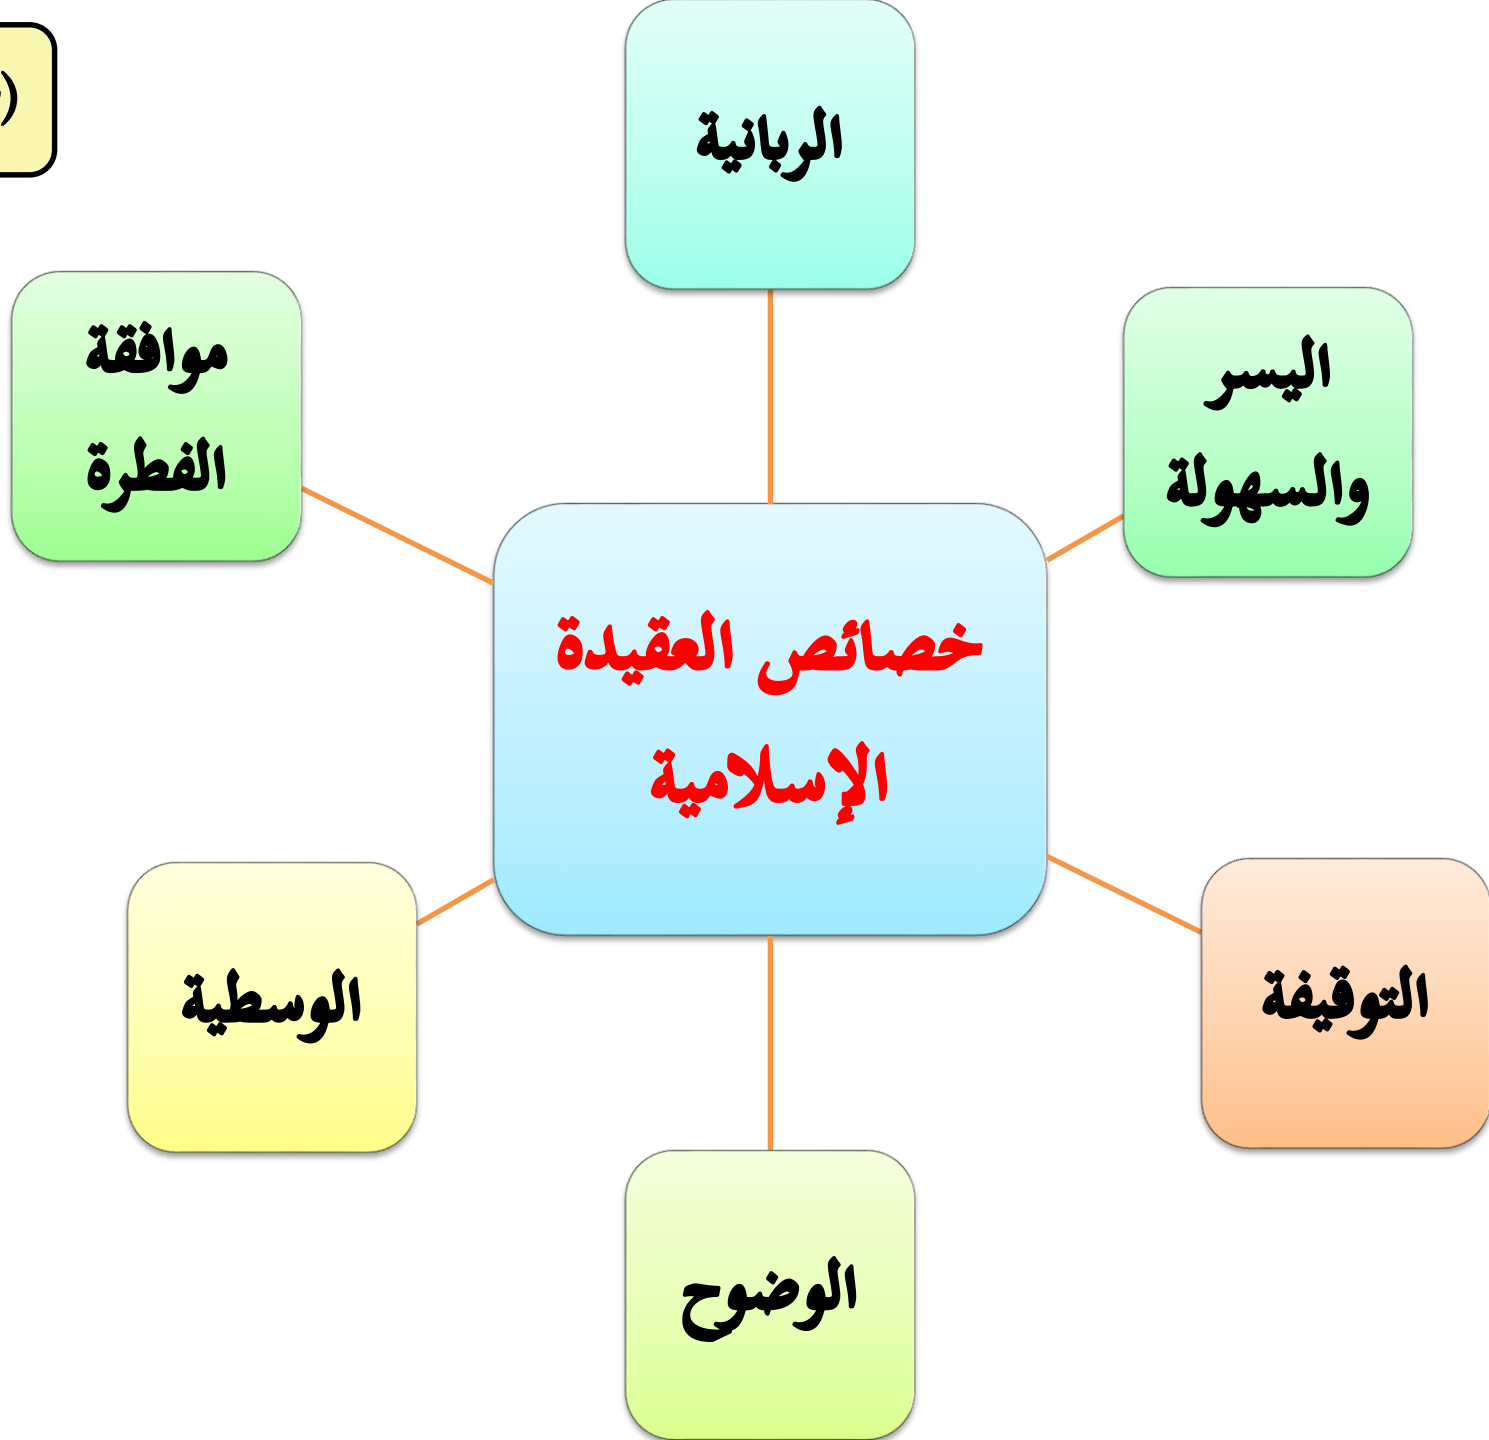 الربانية
اليسر
والسهولة
موافقة
الفطرة
خصائص العقيدة
الإسلامية
التوقيفة
الوسطية
الوضوح